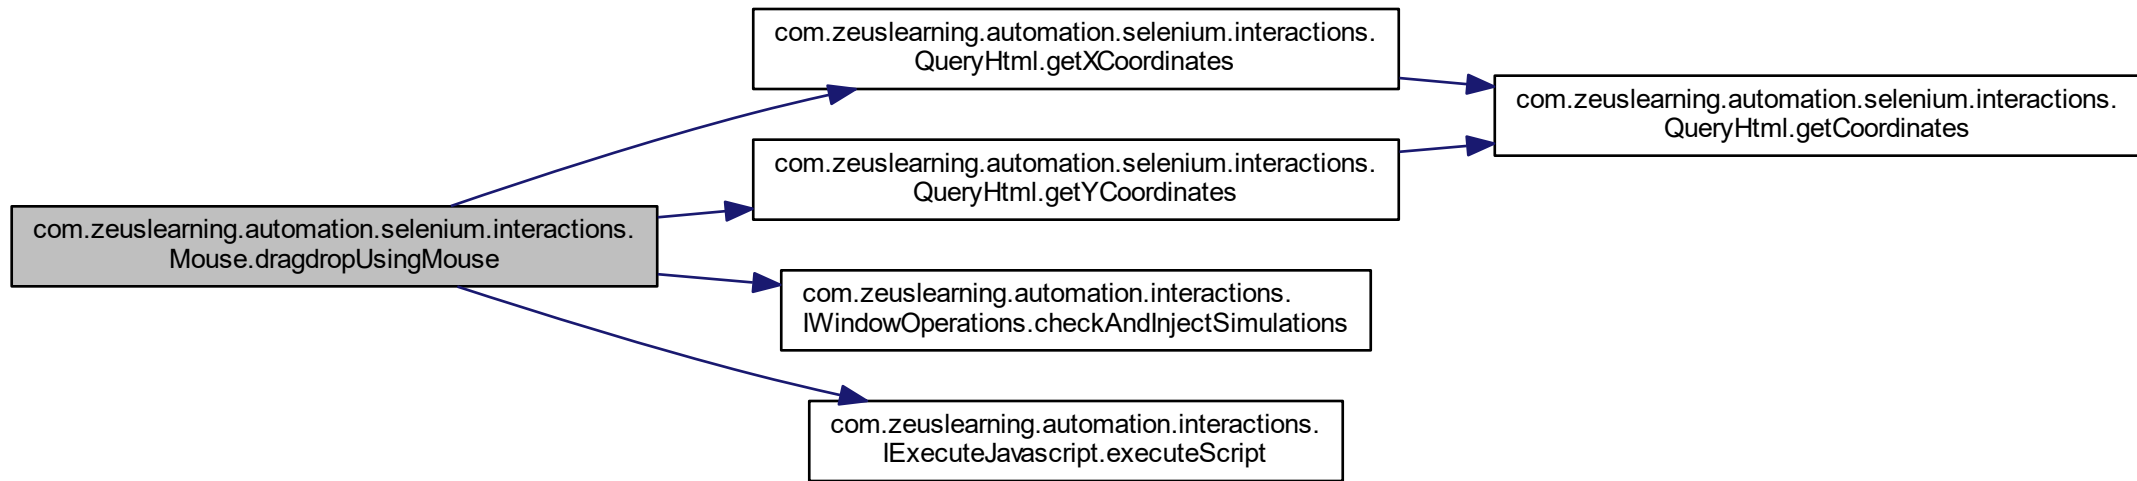 com.zeuslearning.automation.selenium.interactions.
QueryHtml.getXCoordinates
com.zeuslearning.automation.selenium.interactions.
QueryHtml.getCoordinates
com.zeuslearning.automation.selenium.interactions.
QueryHtml.getYCoordinates
com.zeuslearning.automation.selenium.interactions.
Mouse.dragdropUsingMouse
com.zeuslearning.automation.interactions.
IWindowOperations.checkAndInjectSimulations
com.zeuslearning.automation.interactions.
IExecuteJavascript.executeScript